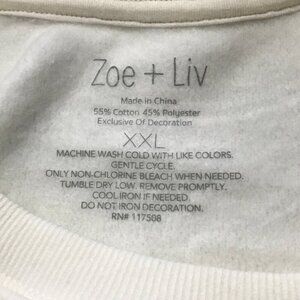 Zoe + Liv
Made in China
55% Cotton 45% Polyester
Exclusive Of Decoration
XXL
MACHINE WASH COLD WITH LIKE COLORS.
GENTLE CYCLE.
ONLY NON-CHLORINE BLEACH WHEN NEEDED.
TUMBLE DRY LOW. REMOVE PROMPTLY.
COOL IRON IF NEEDED.
DO NOT IRON DECORATION.
RN# 117508